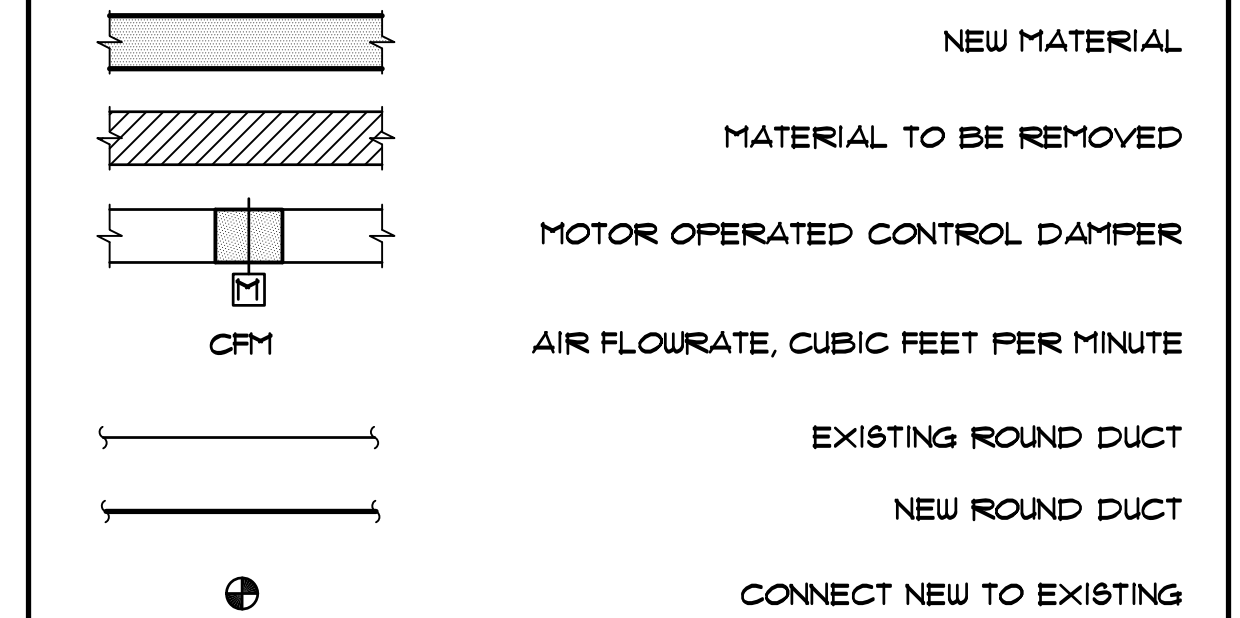 NEW MATERIAL
MATERIAL TO BE REMOVED
MOTOR OPERATED CONTROL DAMPER
M
CFM AIR FLOWRATE, CUBIC FEET PER MINUTE
EXISTING ROUND DUCT
NEW ROUND DUCT
CONNECT NEW TO EXISTING